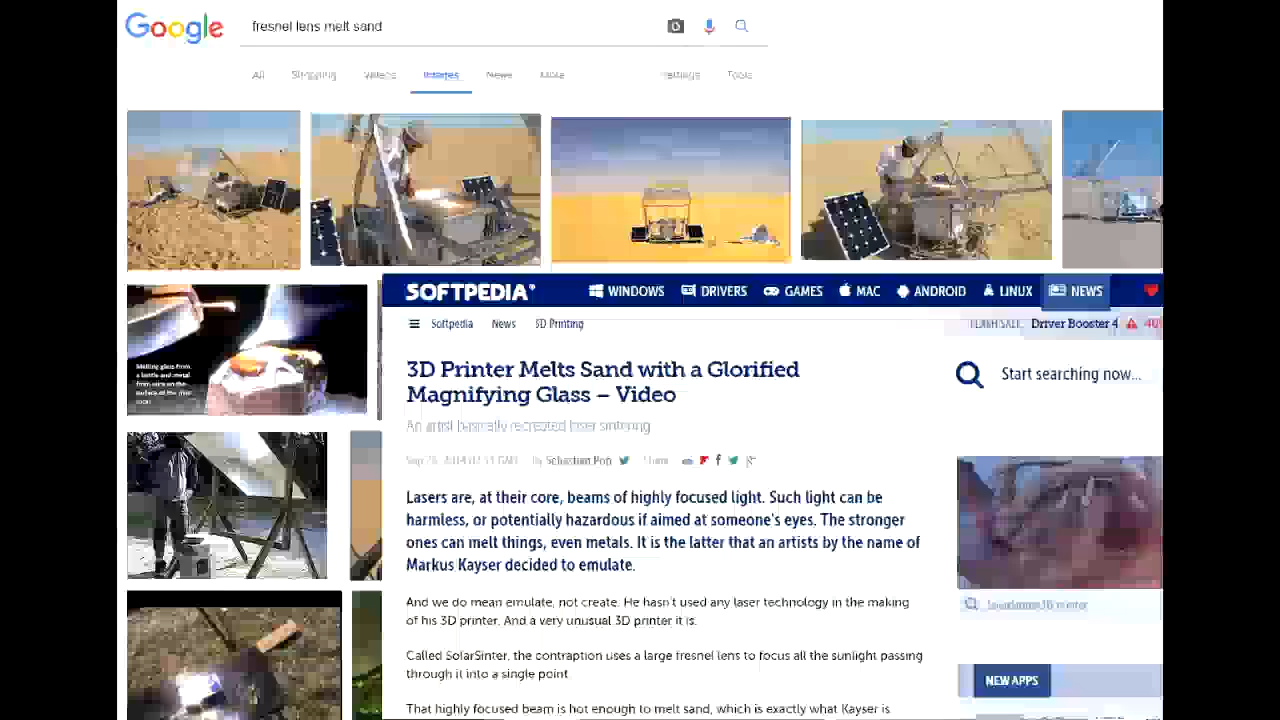 Google
fresnel lens melt sand
All Shopping Videos Images News More Settings Tools
Melting glass from
a bottle and metal
SOFTPEDIA
WINDOWS DRIVERS GAMES MAC ANDROID LINUX NEWS
Softpedia News 3D Printing
Driver Booster 4
3D Printer Melts Sand with a Glorified
Magnifying Glass – Video
Start searching now...
An artist basically recreated laser sintering
By Sebastian Pop
Lasers are, at their core, beams of highly focused light. Such light can be
harmless, or potentially hazardous if aimed at someone's eyes. The stronger
ones can melt things, even metals. It is the latter that an artists by the name of
Markus Kayser decided to emulate.
And we do mean emulate, not create. He hasn't used any laser technology in the making
of his 3D printer. And a very unusual 3D printer it is.
Called SolarSinter, the contraption uses a large fresnel lens to focus all the sunlight passing
through it into a single point.
NEW APPS
That highly focused beam is hot enough to melt sand, which is exactly what Kayser is